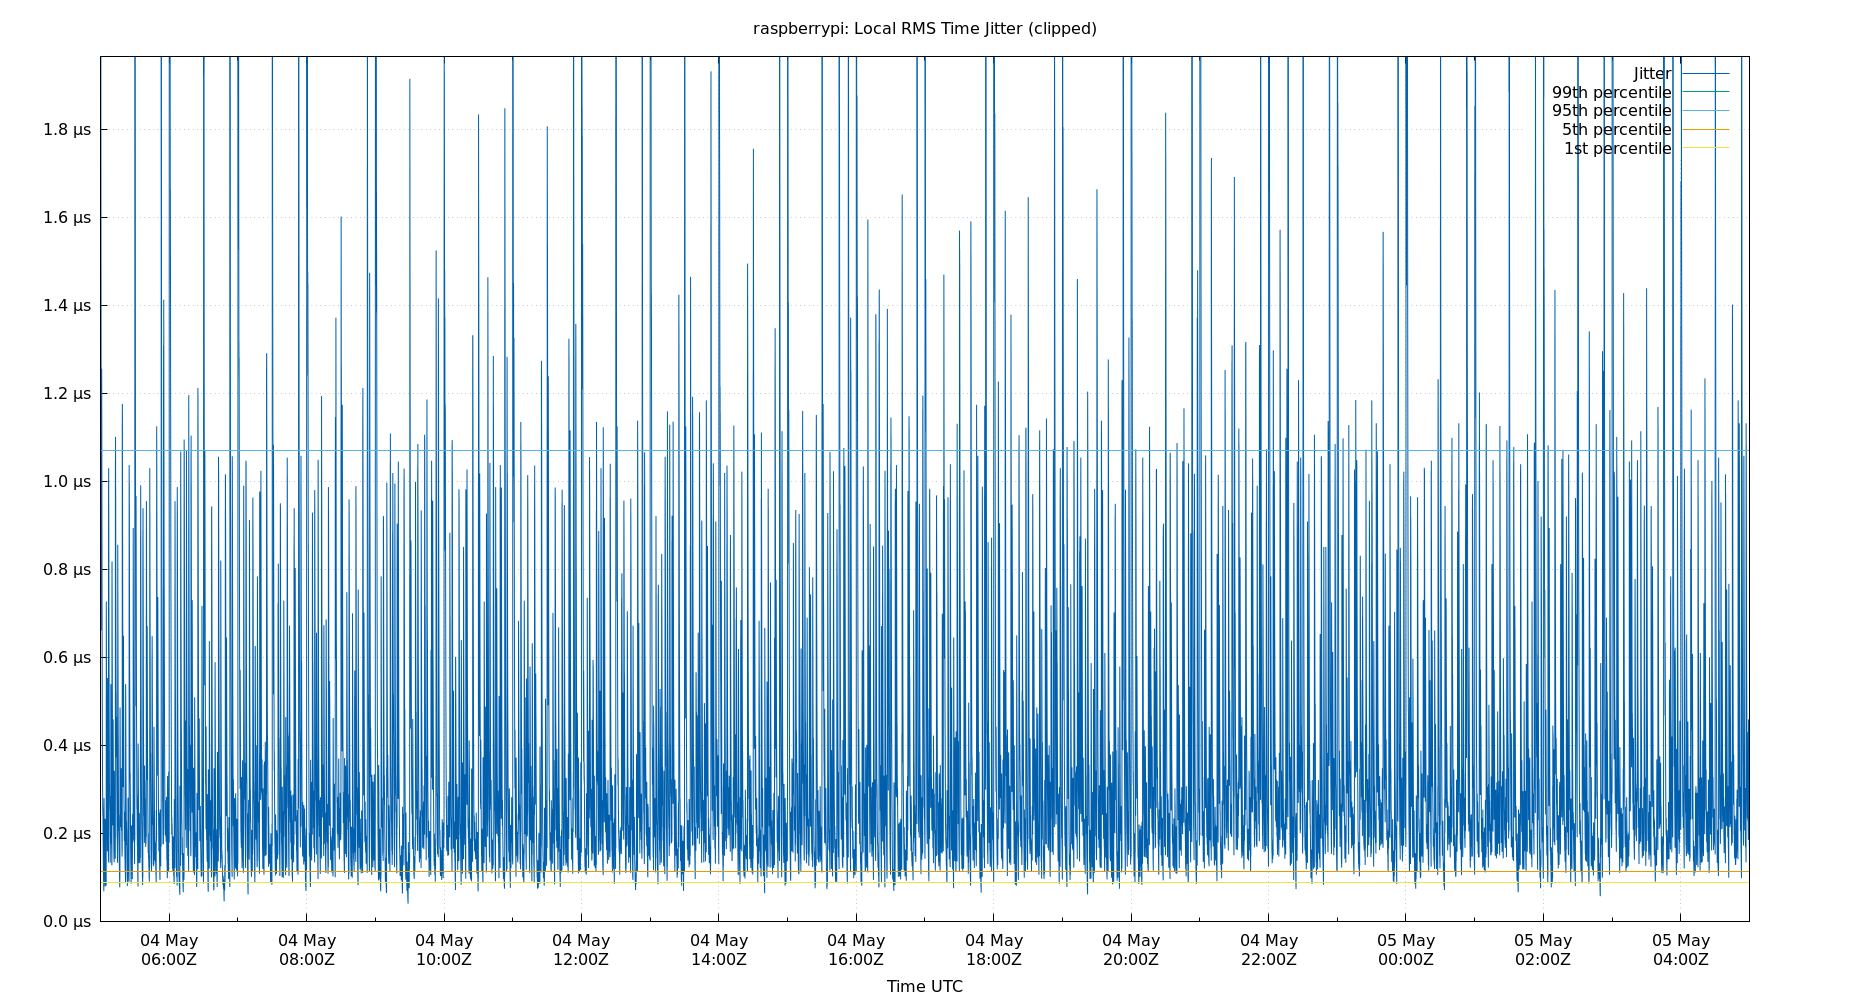 raspberrypi: Local RMS Time Jitter (clipped)
Jitter
99th percentile
95th percentile
5th percentile
1st percentile
1.8 µs
1.6 µs
1.4 µs
1.2 µs
1.0 µs
0.8 µs
0.6 µs
0.4 µs
0.2 µs
0.0 µs
04 May 04 May 04 May 04 May 04 May 04 May 04 May 04 May 04 May 05 May 05 May 05 May
06:00Z 08:00Z 10:00Z 12:00Z 14:00Z 16:00Z 18:00Z 20:00Z 22:00Z 00:00Z 02:00Z 04:00Z
Time UTC